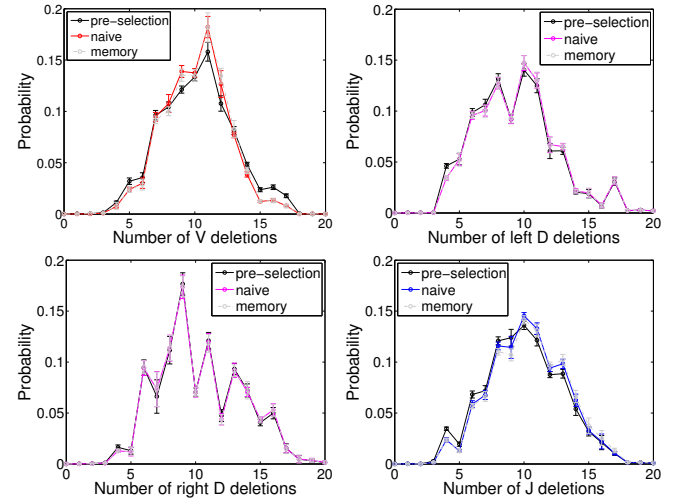 0.2
0.15
0.1
0.05
0
Probability
pre-selection
naive
memory
0 5 10 15 20
Number of V deletions
0.2
0.15
0.1
0.05
0
Probability
pre-selection
naive
memory
0 5 10 15 20
Number of left D deletions
0.2
0.15
0.1
0.05
0
Probability
pre-selection
naive
memory
0 5 10 15 20
Number of right D deletions
0.2
0.15
0.1
0.05
0
Probability
pre-selection
naive
memory
0 5 10 15 20
Number of J deletions